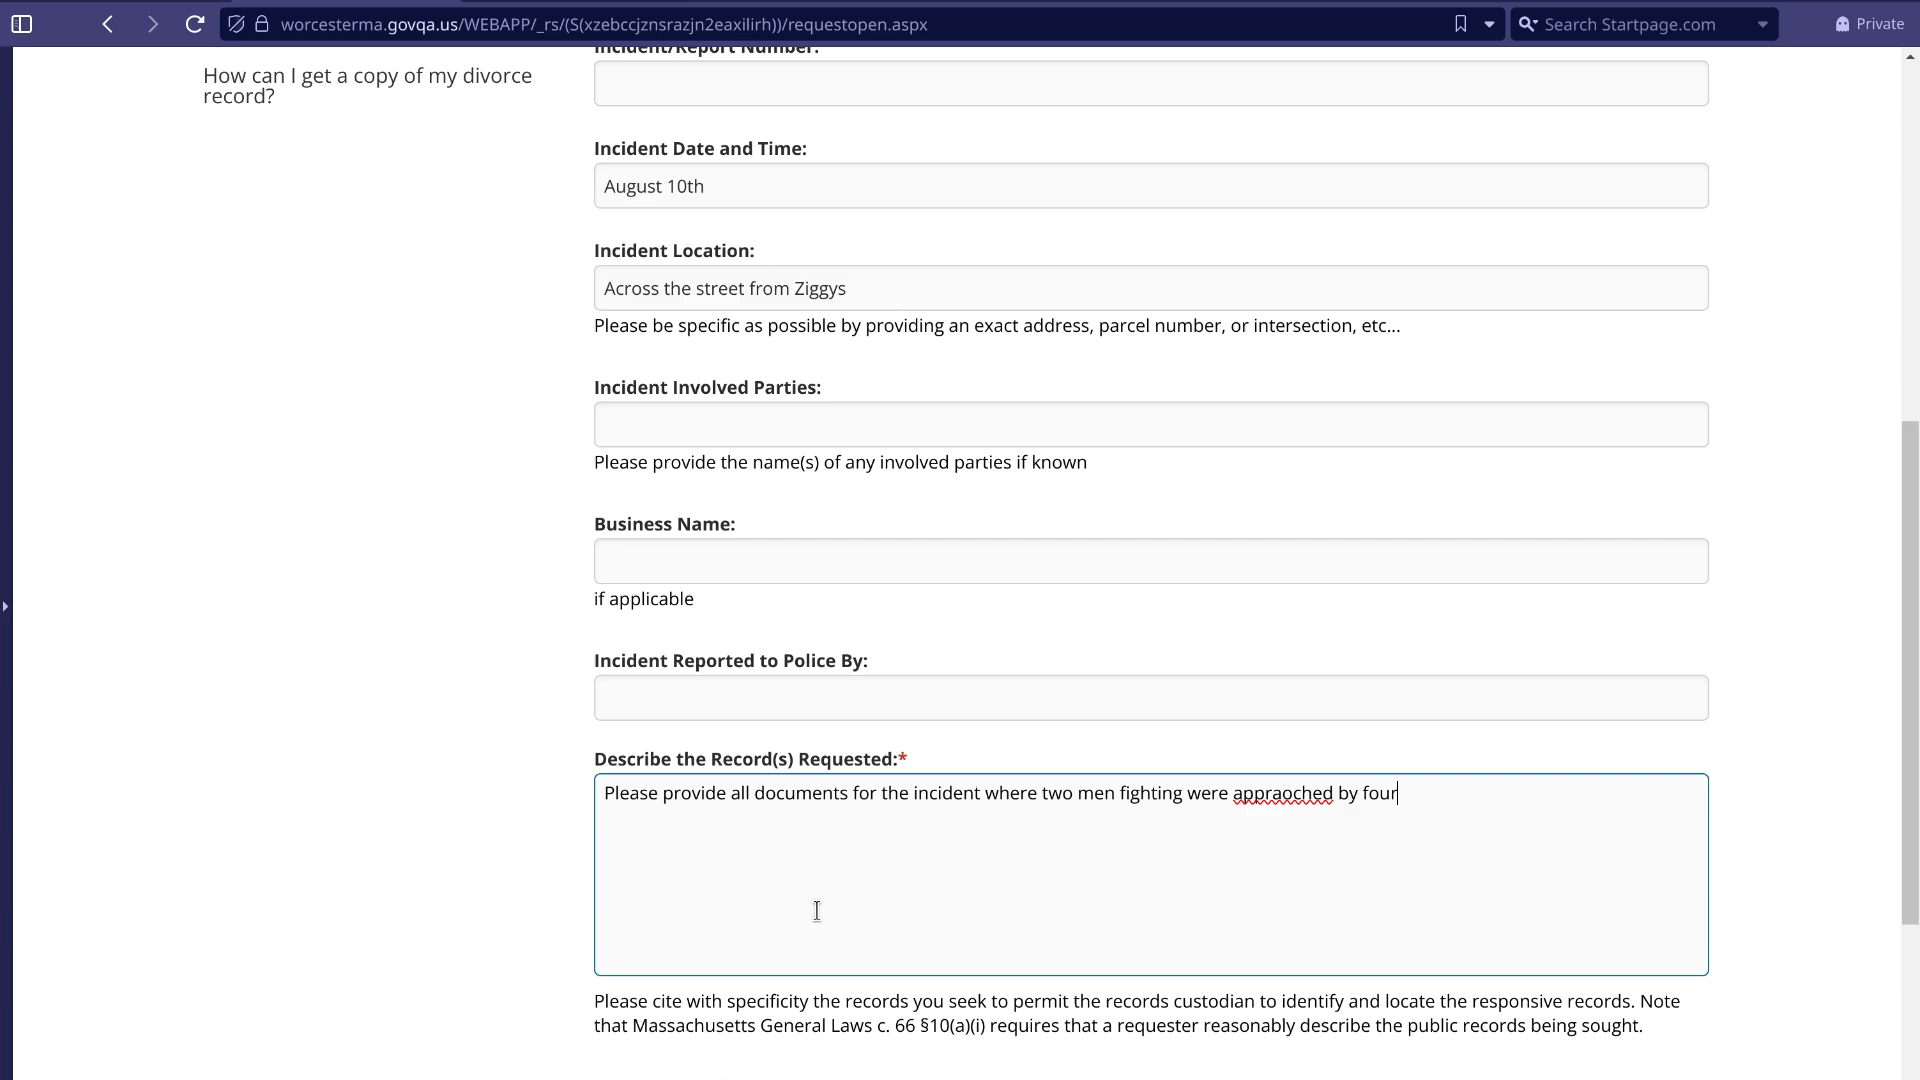 worcesterma.govqa.us/WEBAPP/_rs/(S(xzebccjznsrazjn2eaxilirh))/requestopen.aspx
Search Startpage.com
Private
Incident/Report Number:
How can I get a copy of my divorce
record?
Incident Date and Time:
August 10th
Incident Location:
Across the street from Ziggys
Please be specific as possible by providing an exact address, parcel number, or intersection, etc...
Incident Involved Parties:
Please provide the name(s) of any involved parties if known
Business Name:
if applicable
Incident Reported to Police By:
Describe the Record(s) Requested:*
Please provide all documents for the incident where two men fighting were appraoched by four
Please cite with specificity the records you seek to permit the records custodian to identify and locate the responsive records. Note
that Massachusetts General Laws c. 66 §10(a)(i) requires that a requester reasonably describe the public records being sought.